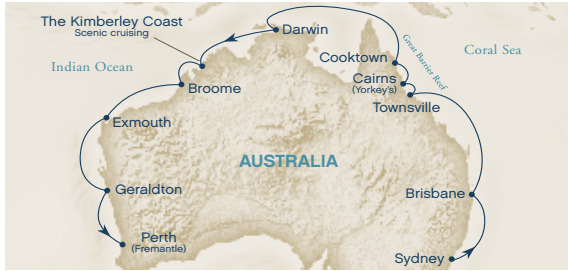 The Kimberley Coast
Scenic cruising
Darwin
Great Barrier Reef
Coral Sea
Cooktown
Indian Ocean
Cairns
(Yorkey's)
Broome
Townsville
Exmouth
AUSTRALIA
Geraldton
Brisbane
Perth
(Fremantle)
Sydney